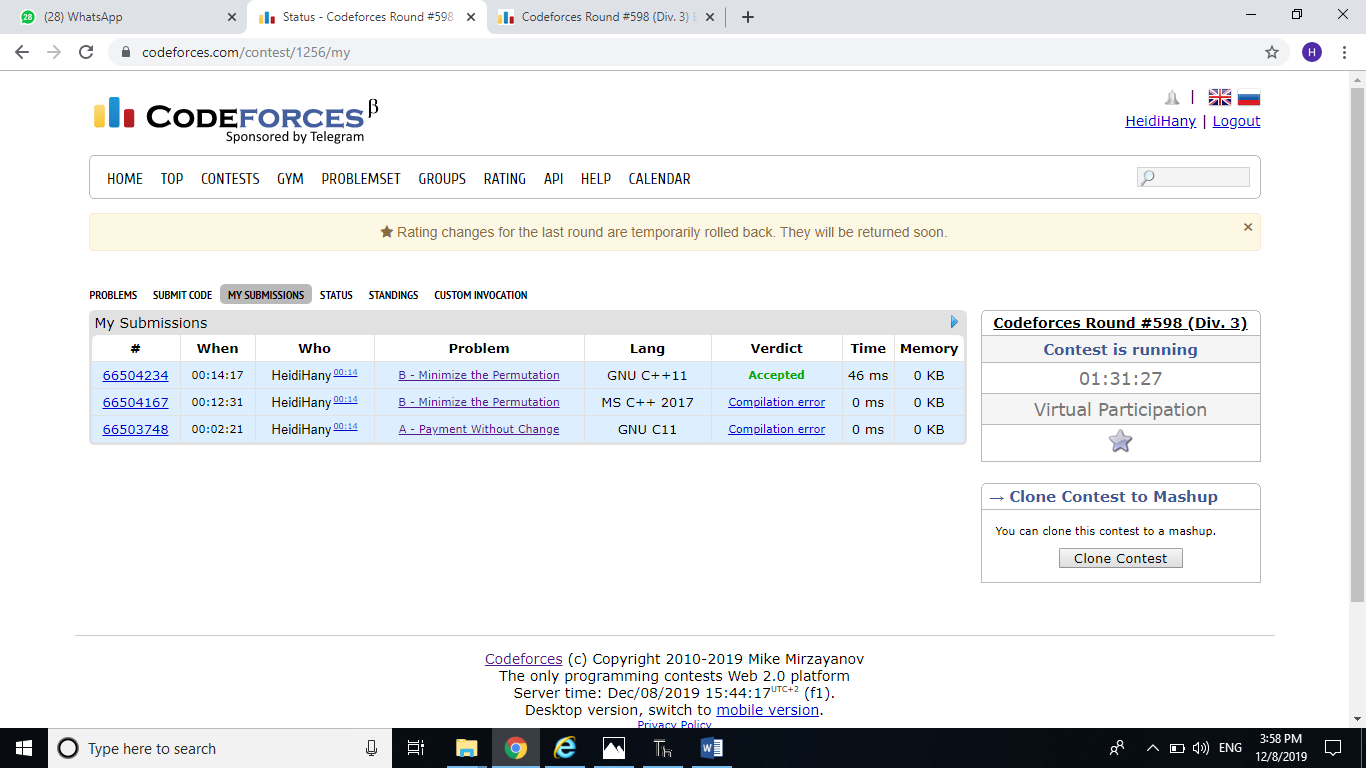 28 (28) WhatsApp
Status - Codeforces Round #598
Codeforces Round #598 (Div. 3)
codeforces.com/contest/1256/my
H
CODEFORCES β
Sponsored by Telegram
HeidiHany | Logout
HOME TOP CONTESTS GYM PROBLEMSET GROUPS RATING API HELP CALENDAR
Rating changes for the last round are temporarily rolled back. They will be returned soon.
PROBLEMS SUBMIT CODE MY SUBMISSIONS STATUS STANDINGS CUSTOM INVOCATION
My Submissions
# When Who Problem Lang Verdict Time Memory
66504234 00:14:17 HeidiHany 00:14 B - Minimize the Permutation GNU C++11 Accepted 46 ms 0 KB
66504167 00:12:31 HeidiHany 00:14 B - Minimize the Permutation MS C++ 2017 Compilation error 0 ms 0 KB
66503748 00:02:21 HeidiHany 00:14 A - Payment Without Change GNU C11 Compilation error 0 ms 0 KB
Codeforces Round #598 (Div. 3)
Contest is running
01:31:27
Virtual Participation
→ Clone Contest to Mashup
You can clone this contest to a mashup.
Clone Contest
Codeforces (c) Copyright 2010-2019 Mike Mirzayanov
The only programming contests Web 2.0 platform
Server time: Dec/08/2019 15:44:17 UTC+2 (f1).
Desktop version, switch to mobile version.
Privacy Policy
Type here to search
ENG
3:58 PM
12/8/2019